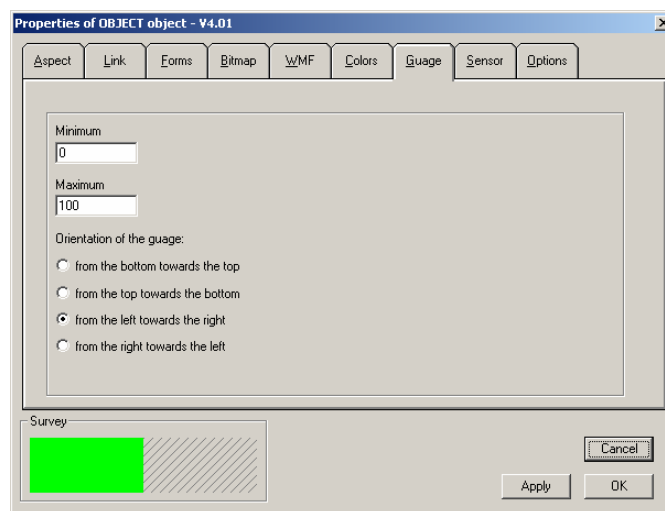 Properties of OBJECT object - V4.01
Aspect Link Forms Bitmap WMF Colors Guage Sensor Options
Minimum
0
Maximum
100
Orientation of the guage:
from the bottom towards the top
from the top towards the bottom
from the left towards the right
from the right towards the left
Survey
Cancel
Apply OK